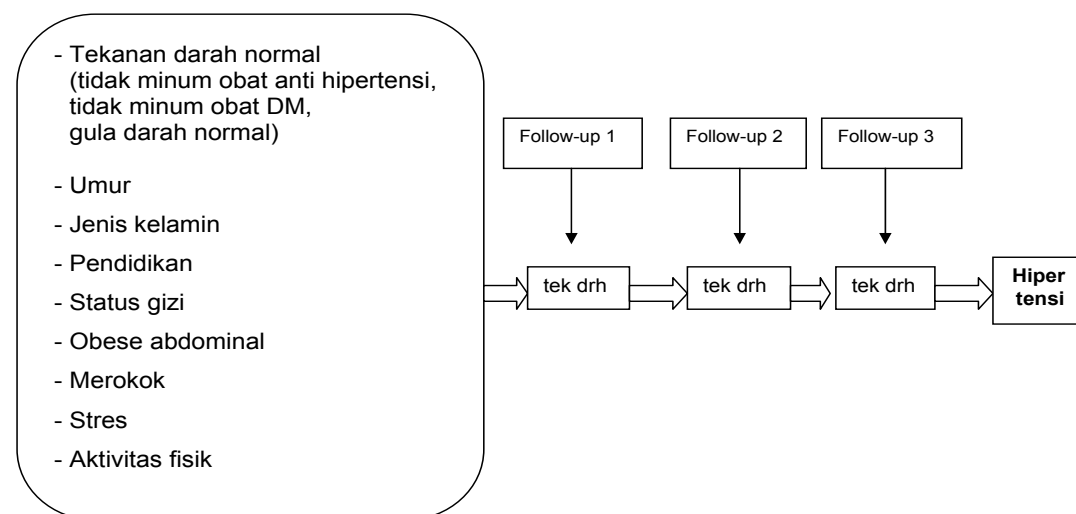 - Tekanan darah normal
(tidak minum obat anti hipertensi,
tidak minum obat DM,
gula darah normal)
- Umur
- Jenis kelamin
- Pendidikan
- Status gizi
- Obese abdominal
- Merokok
- Stres
- Aktivitas fisik
Follow-up 1
Follow-up 2
Follow-up 3
tek drh
tek drh
tek drh
Hiper
tensi